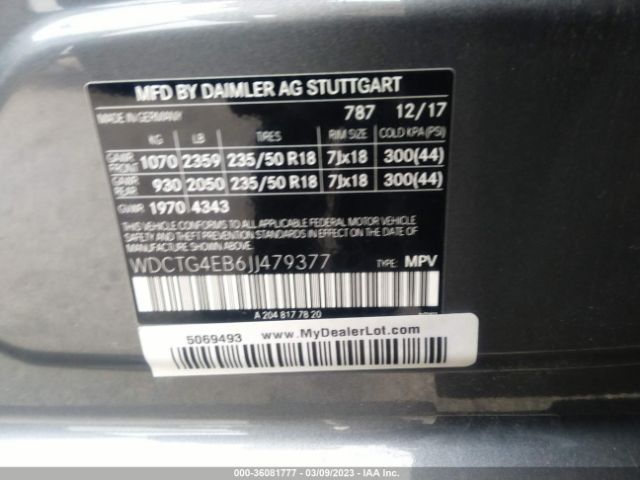 MFD BY DAIMLER AG STUTTGART
MADE IN GERMANY 787 12/17
KG LB TIRES RIM SIZE COLD KPA(PSI)
GAWR FRONT 1070 2359 235/50 R18 7Jx18 300(44)
GAWR REAR 930 2050 235/50 R18 7Jx18 300(44)
GVWR 1970 4343
THIS VEHICLE CONFORMS TO ALL APPLICABLE FEDERAL MOTOR VEHICLE
SAFETY AND THEFT PREVENTION STANDARDS IN EFFECT ON THE DATE
OF MANUFACTURE SHOWN ABOVE.
WDCTG4EB6JJ479377 TYPE: MPV
A 204 817 78 20
5069493 www.MyDealerLot.com
000-36081777 - 03/09/2023 - IAA Inc.